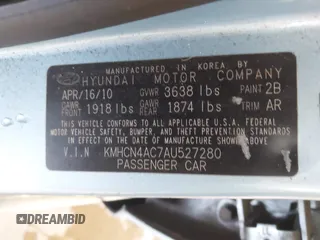 MANUFACTURED IN KOREA BY
HYUNDAI MOTOR COMPANY
APR/16/10 GVWR 3638 lbs PAINT 2B
GAWR FRONT 1918 lbs GAWR REAR 1874 lbs TRIM AR
THIS VEHICLE CONFORMS TO ALL APPLICABLE U.S. FEDERAL
MOTOR VEHICLE SAFETY, BUMPER, AND THEFT PREVENTION
STANDARDS IN EFFECT ON THE DATE OF MANUFACTURE SHOWN ABOVE.
V.I.N KMHCN4AC7AU527280
PASSENGER CAR
DIRECT WHOLESALE